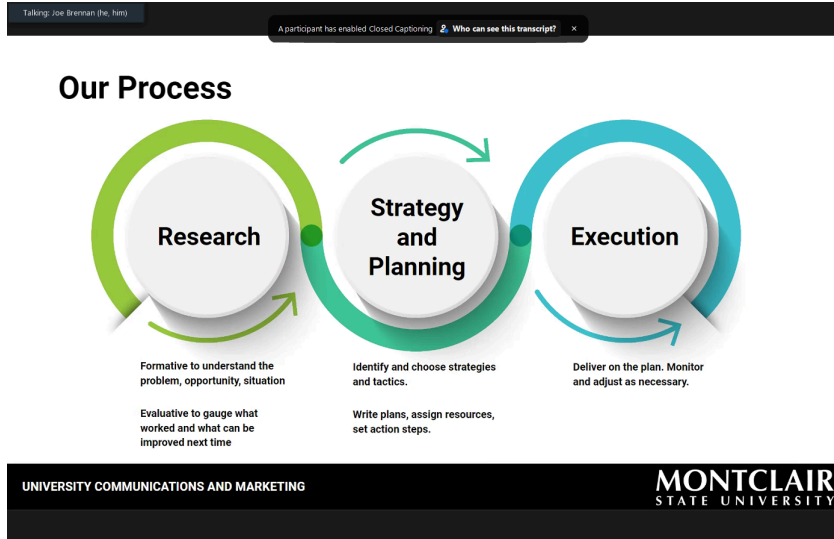 Talking: Joe Brennan (he, him)
A participant has enabled Closed Captioning Who can see this transcript? ×
Our Process
Research
Strategy
and
Planning
Execution
Formative to understand the
problem, opportunity, situation
Evaluative to gauge what
worked and what can be
improved next time
Identify and choose strategies
and tactics.
Write plans, assign resources,
set action steps.
Deliver on the plan. Monitor
and adjust as necessary.
UNIVERSITY COMMUNICATIONS AND MARKETING
MONTCLAIR
STATE UNIVERSITY